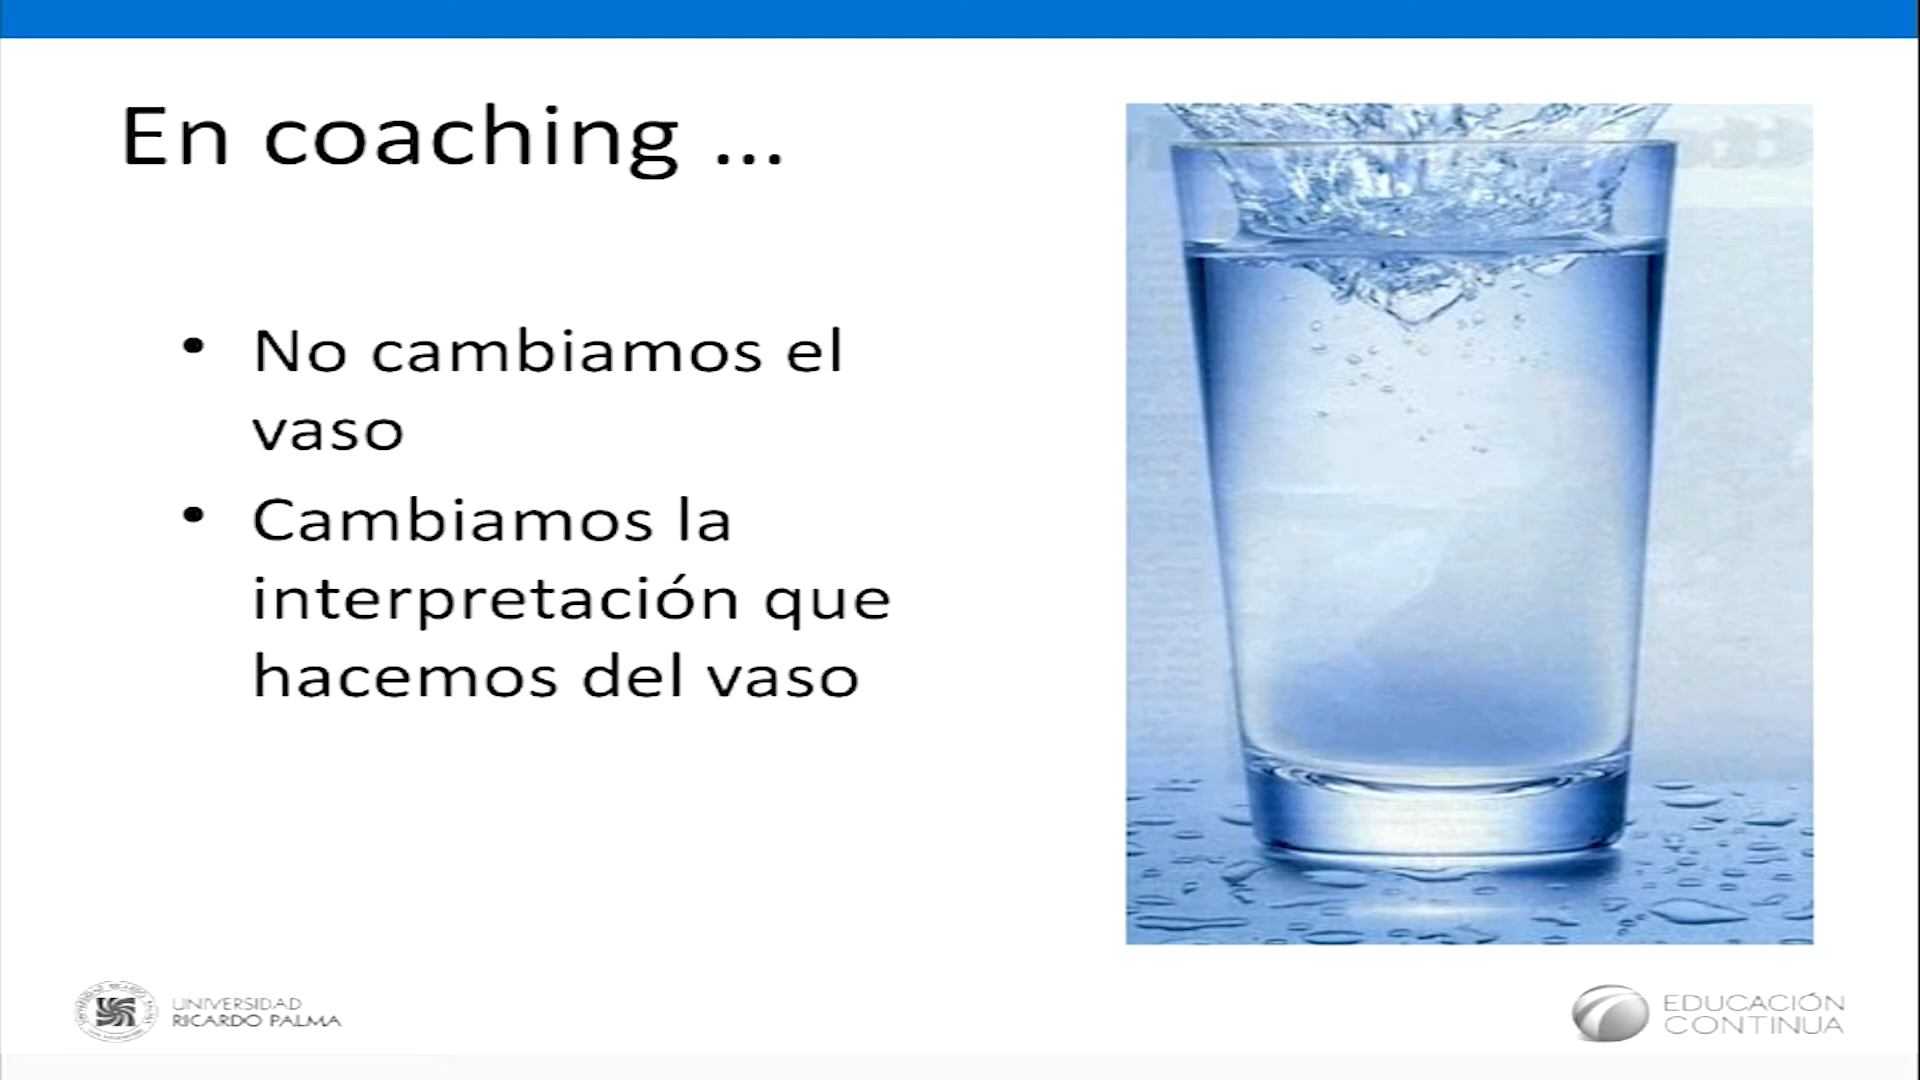 En coaching ...
• No cambiamos el
vaso
• Cambiamos la
interpretación que
hacemos del vaso
UNIVERSIDAD
RICARDO PALMA
EDUCACIÓN
CONTINUA